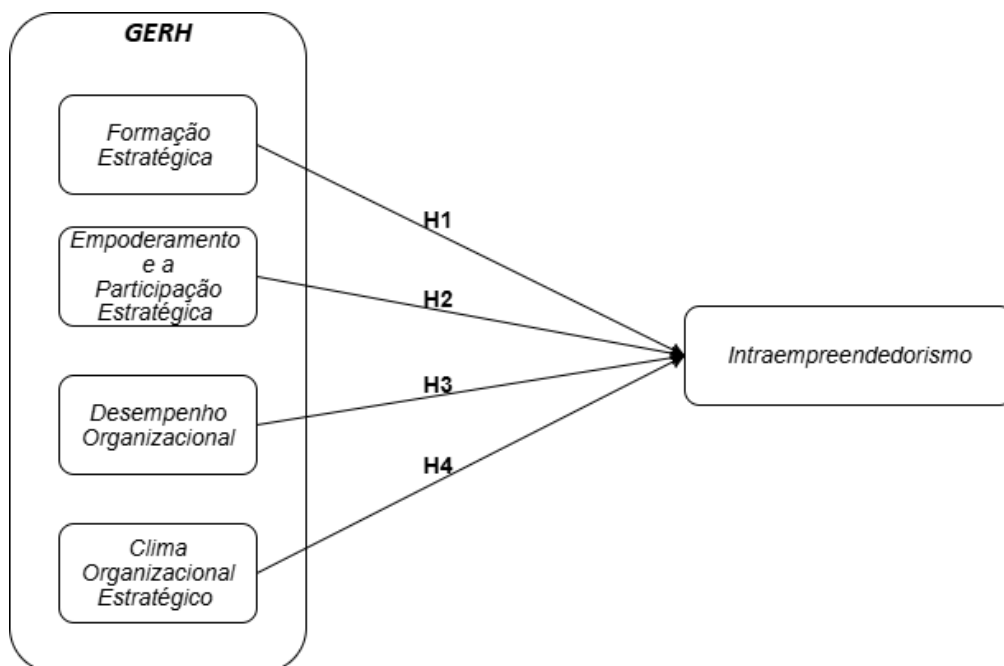 GERH
Formação
Estratégica
Empoderamento
e a
Participação
Estratégica
Desempenho
Organizacional
Clima
Organizacional
Estratégico
H1
H2
H3
H4
Intraempreendedorismo